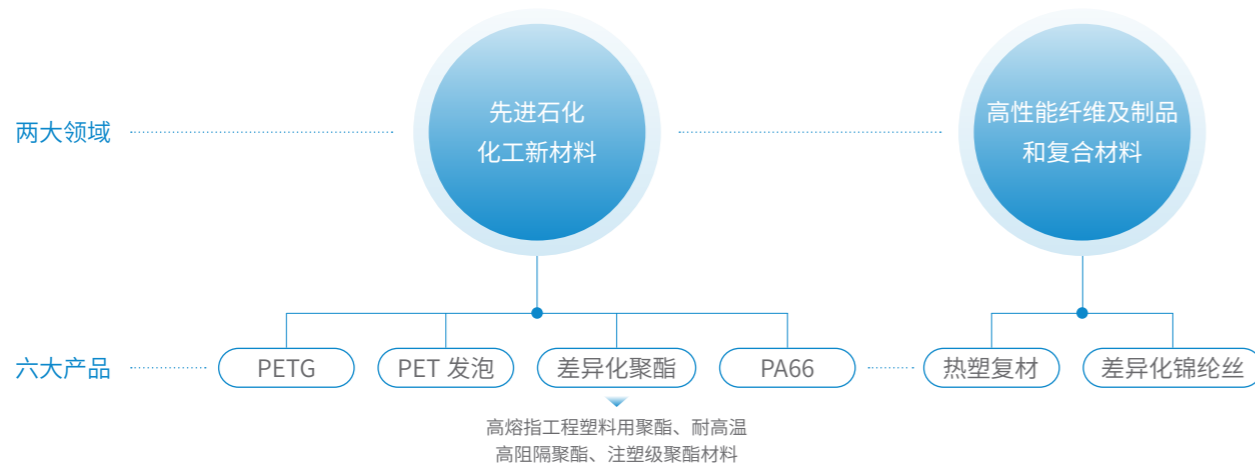 两大领域
先进石化
化工新材料
高性能纤维及制品
和复合材料
六大产品
PETG
PET 发泡
差异化聚酯
PA66
热塑复材
差异化锦纶丝
高熔指工程塑料用聚酯、耐高温
高阻隔聚酯、注塑级聚酯材料